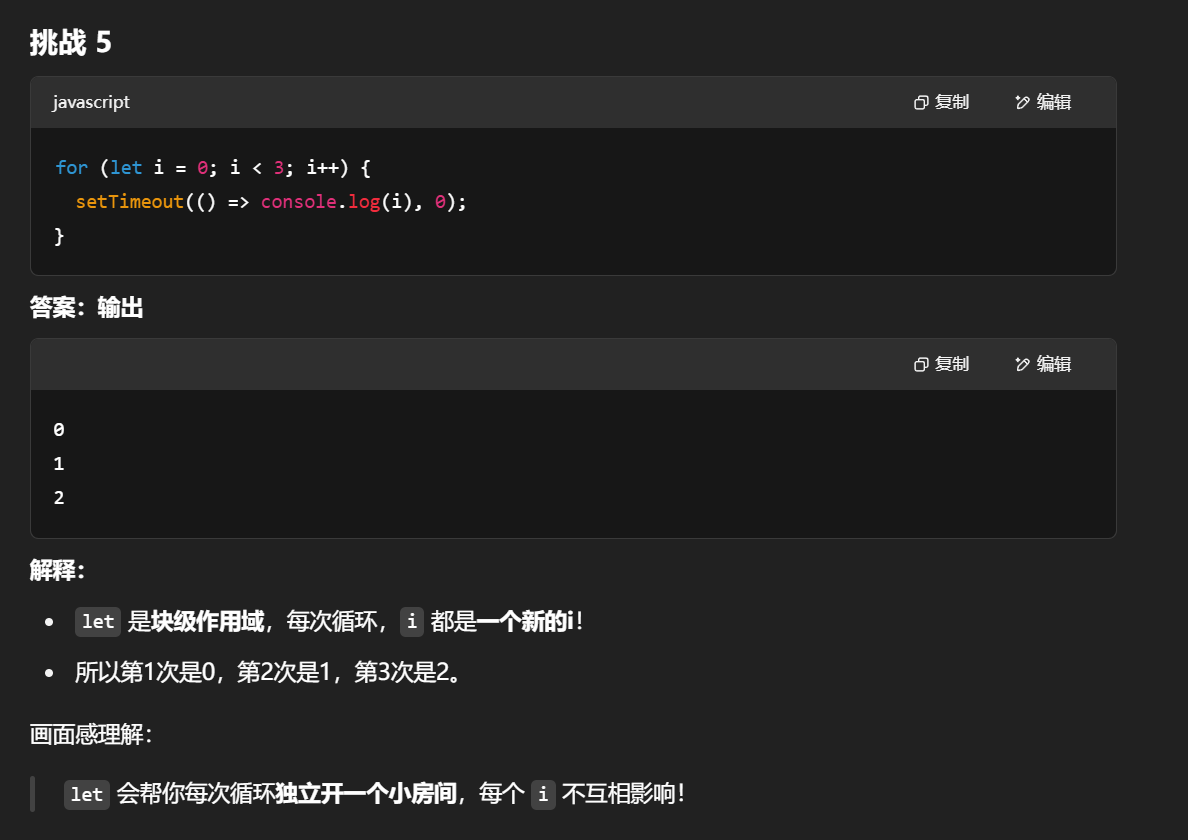 挑战 5
javascript 复制 编辑
for (let i = 0; i < 3; i++) {
  setTimeout(() => console.log(i), 0);
}
答案：输出
复制 编辑
0
1
2
解释：
• let 是块级作用域，每次循环，i 都是一个新的i！
• 所以第1次是0，第2次是1，第3次是2。
画面感理解：
let 会帮你每次循环独立开一个小房间，每个 i 不互相影响！